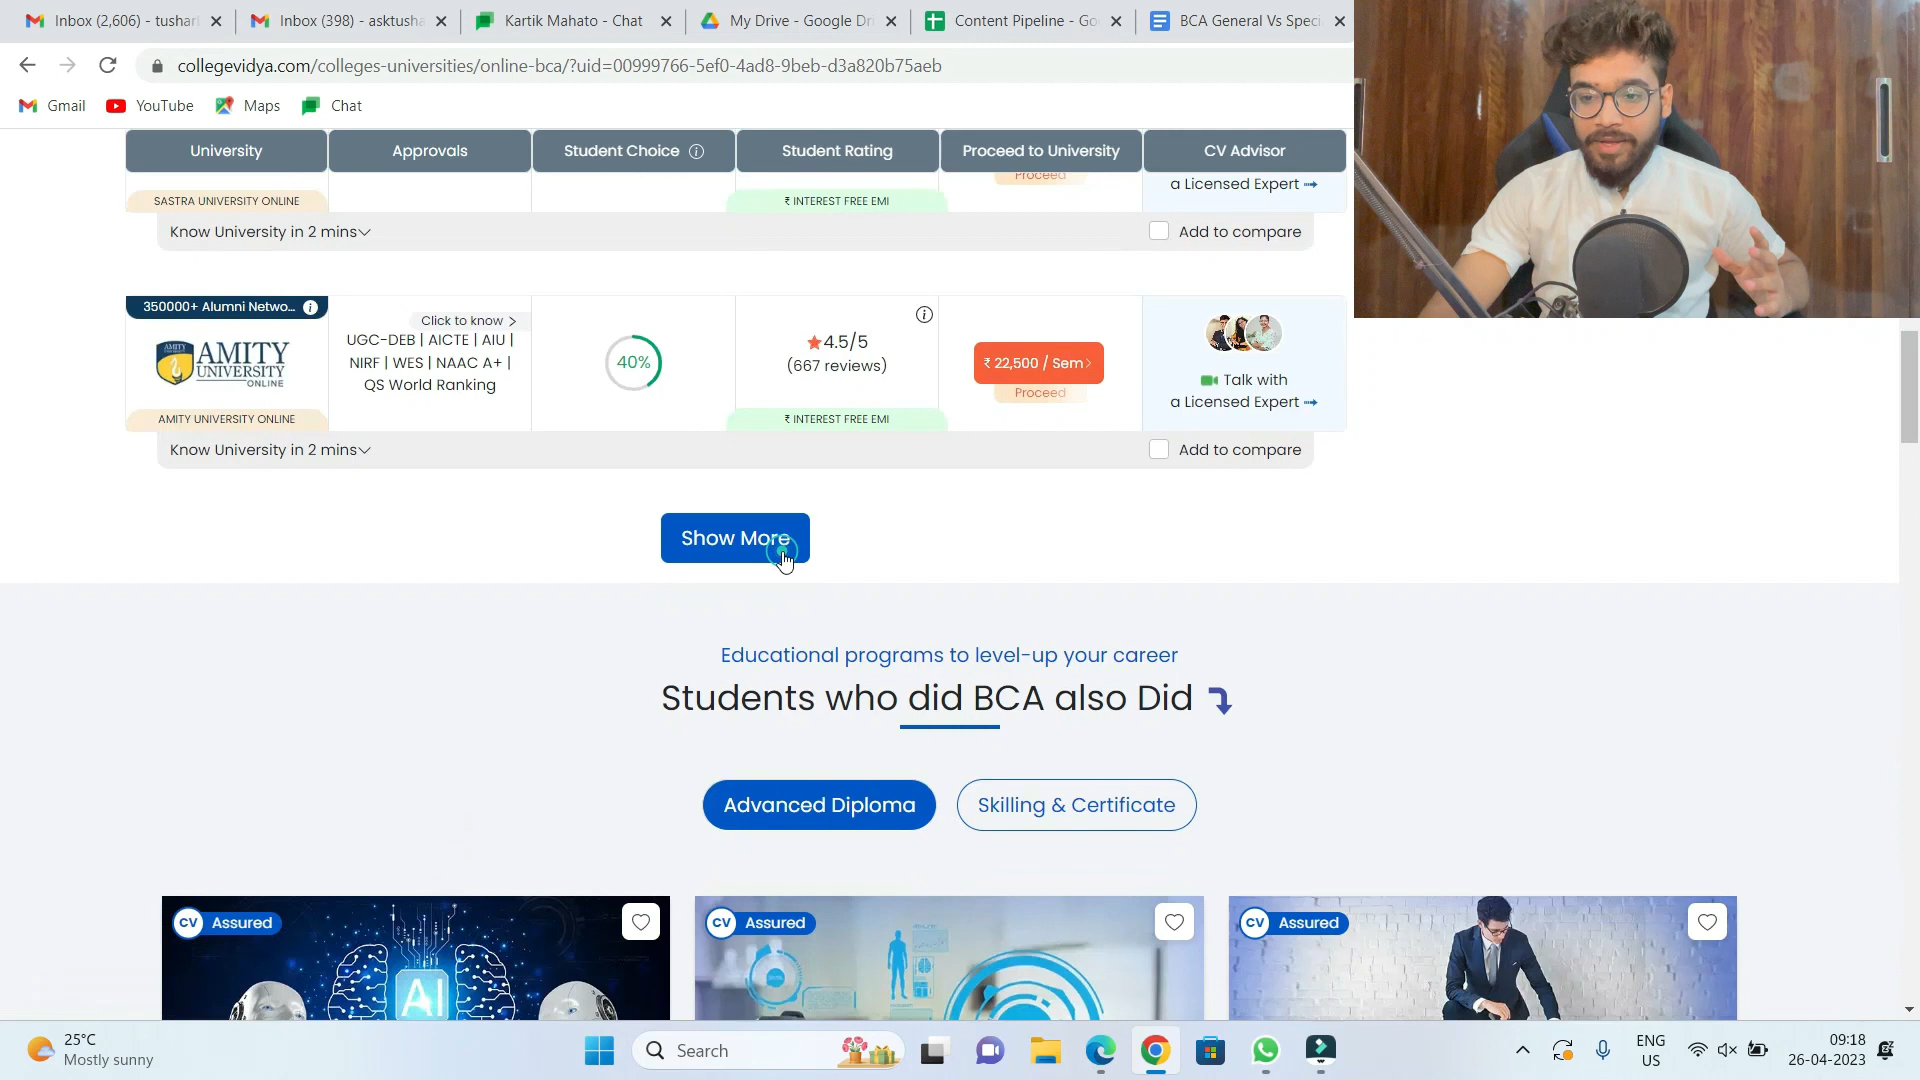 Inbox (2,606) - tushar
Inbox (398) - asktusha
Kartik Mahato - Chat
My Drive - Google Dri
Content Pipeline - Go
BCA General Vs Speci
collegevidya.com/colleges-universities/online-bca/?uid=00999766-5ef0-4ad8-9beb-d3a820b75aeb
Gmail
YouTube
Maps
Chat
University
Approvals
Student Choice
Student Rating
Proceed to University
CV Advisor
Proceed
a Licensed Expert
SASTRA UNIVERSITY ONLINE
₹ INTEREST FREE EMI
Know University in 2 mins
Add to compare
350000+ Alumni Netwo...
AMITY
UNIVERSITY
ONLINE
AMITY UNIVERSITY ONLINE
Click to know >
UGC-DEB | AICTE | AIU |
NIRF | WES | NAAC A+ |
QS World Ranking
40%
4.5/5
(667 reviews)
₹ INTEREST FREE EMI
₹ 22,500 / Sem
Proceed
Talk with
a Licensed Expert
Know University in 2 mins
Add to compare
Show More
Educational programs to level-up your career
Students who did BCA also Did
Advanced Diploma
Skilling & Certificate
CV Assured
CV Assured
CV Assured
AI
25°C
Mostly sunny
Search
ENG
US
09:18
26-04-2023